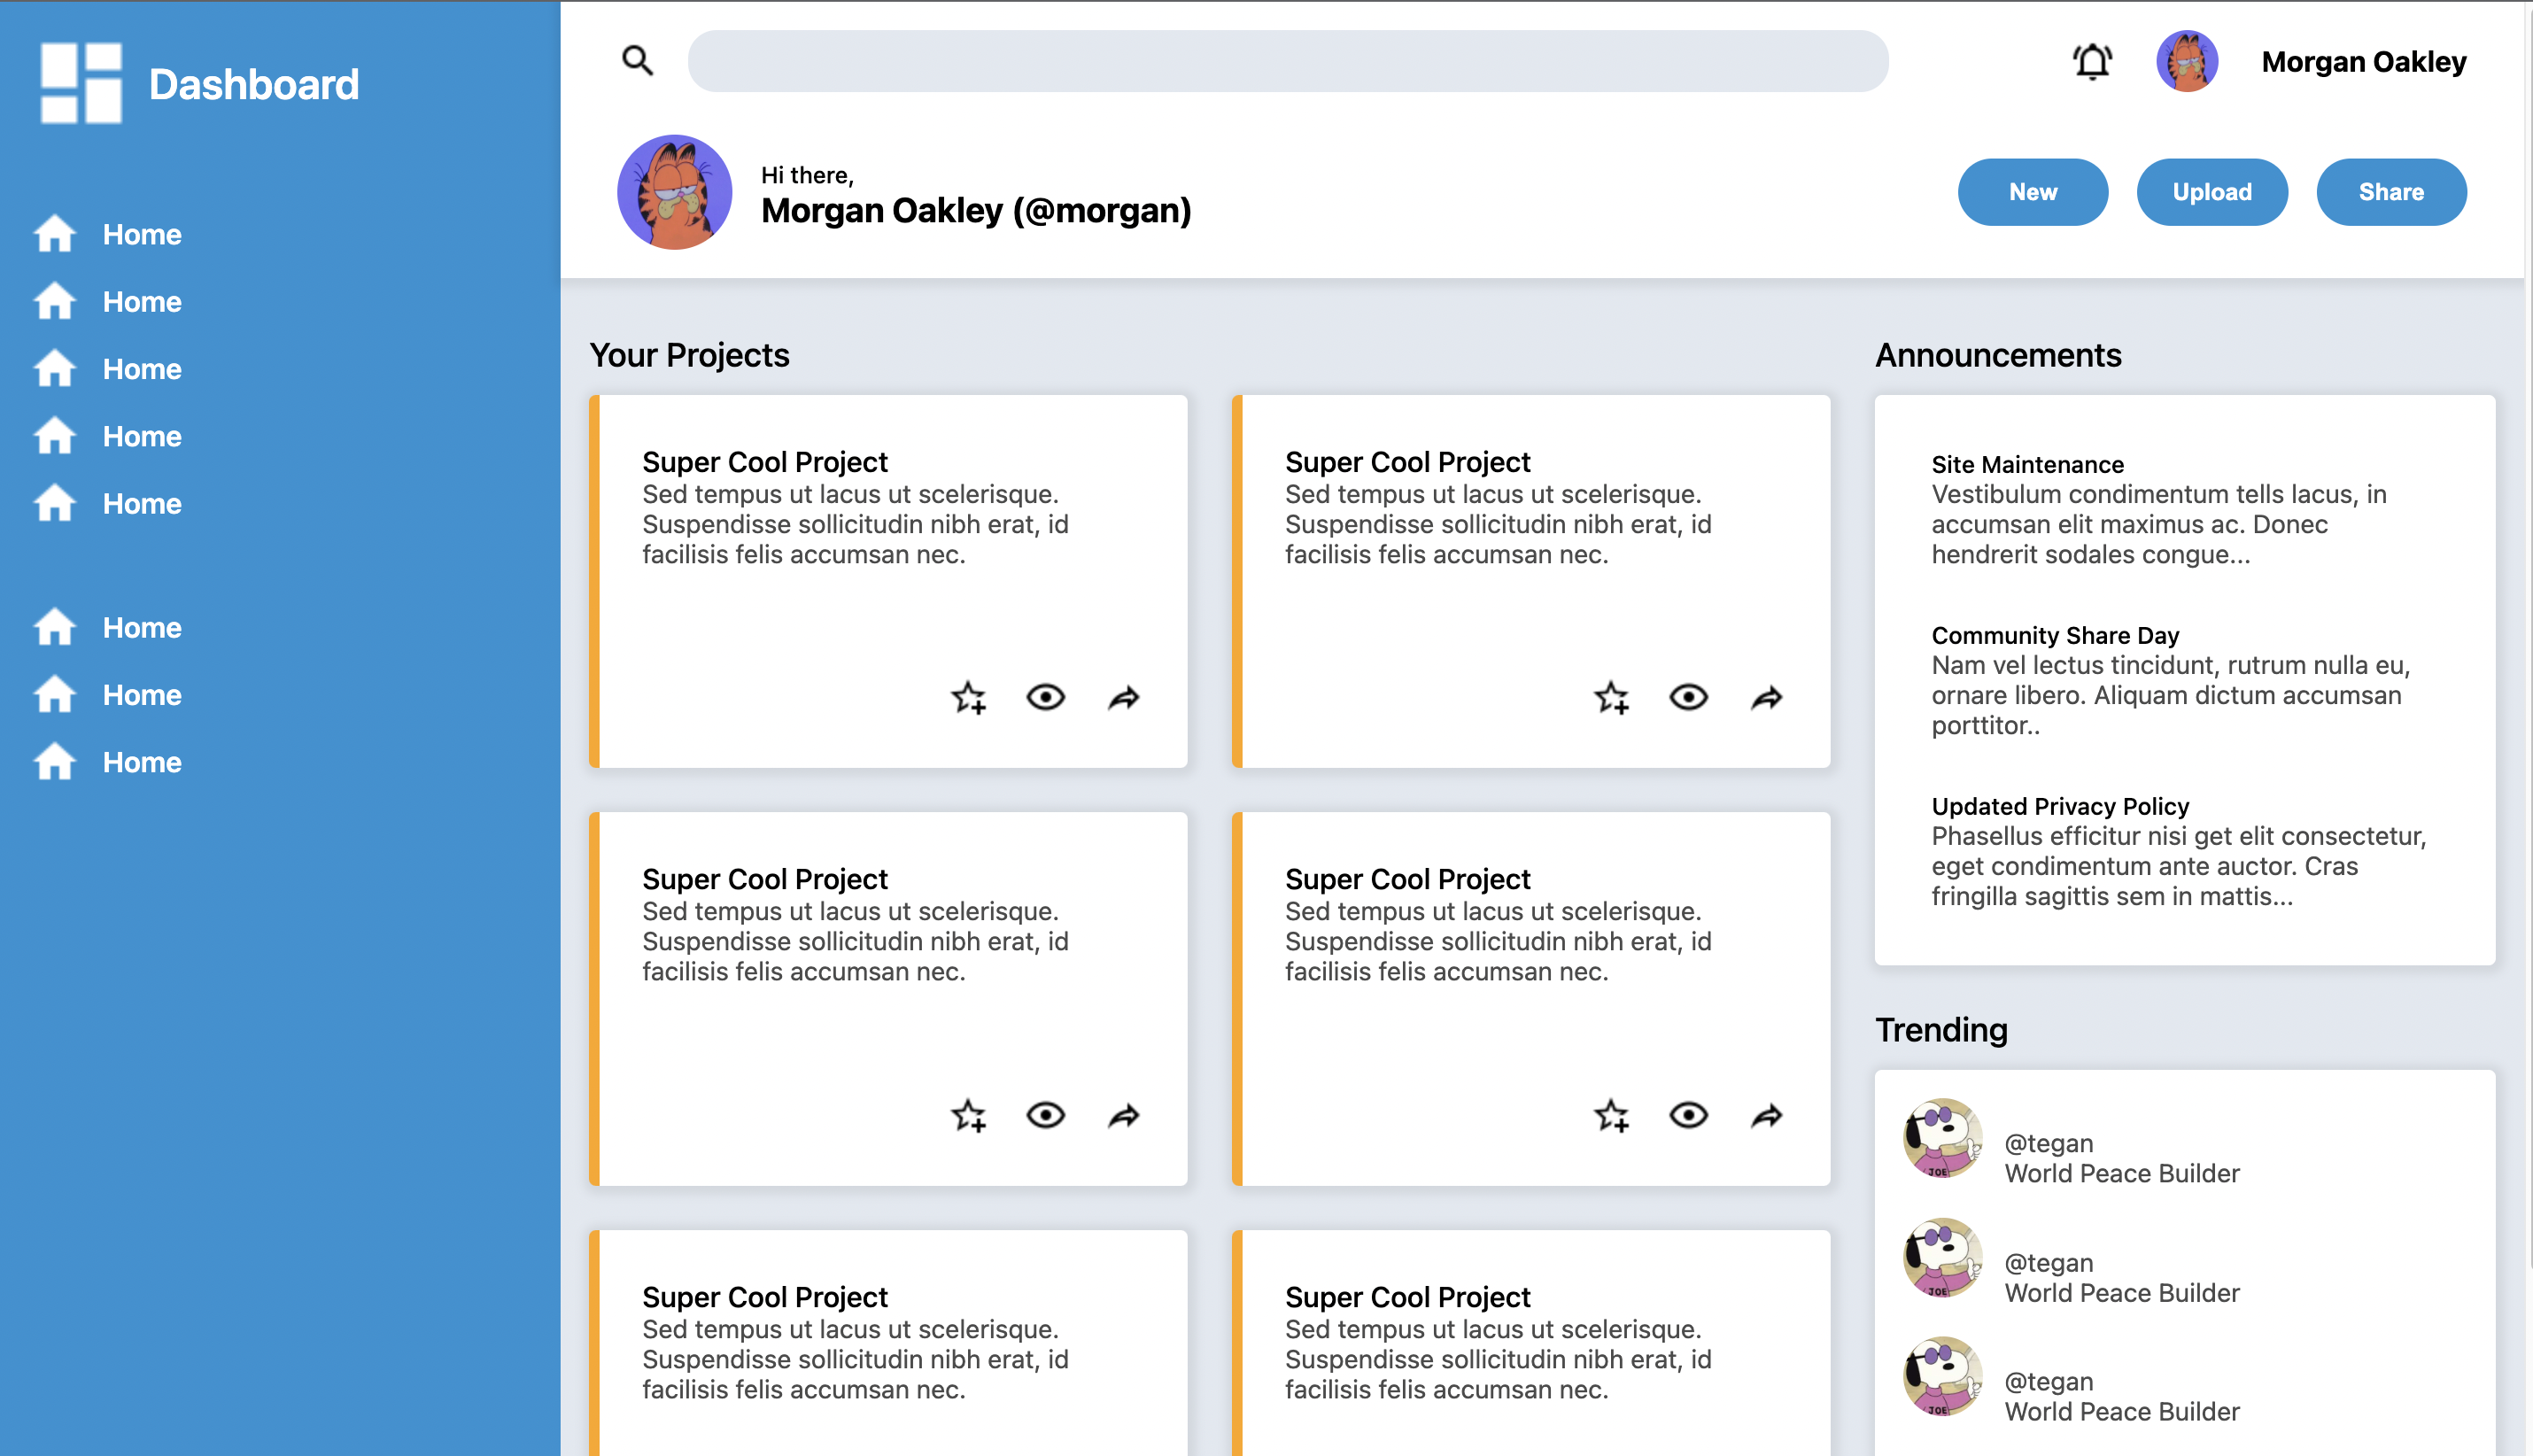 Dashboard
Home
Home
Home
Home
Home
Home
Home
Home
Morgan Oakley
Hi there,
Morgan Oakley (@morgan)
New
Upload
Share
Your Projects
Super Cool Project
Sed tempus ut lacus ut scelerisque.
Suspendisse sollicitudin nibh erat, id
facilisis felis accumsan nec.
Super Cool Project
Sed tempus ut lacus ut scelerisque.
Suspendisse sollicitudin nibh erat, id
facilisis felis accumsan nec.
Super Cool Project
Sed tempus ut lacus ut scelerisque.
Suspendisse sollicitudin nibh erat, id
facilisis felis accumsan nec.
Super Cool Project
Sed tempus ut lacus ut scelerisque.
Suspendisse sollicitudin nibh erat, id
facilisis felis accumsan nec.
Super Cool Project
Sed tempus ut lacus ut scelerisque.
Suspendisse sollicitudin nibh erat, id
facilisis felis accumsan nec.
Super Cool Project
Sed tempus ut lacus ut scelerisque.
Suspendisse sollicitudin nibh erat, id
facilisis felis accumsan nec.
Announcements
Site Maintenance
Vestibulum condimentum tells lacus, in
accumsan elit maximus ac. Donec
hendrerit sodales congue...
Community Share Day
Nam vel lectus tincidunt, rutrum nulla eu,
ornare libero. Aliquam dictum accumsan
porttitor..
Updated Privacy Policy
Phasellus efficitur nisi get elit consectetur,
eget condimentum ante auctor. Cras
fringilla sagittis sem in mattis...
Trending
JOE
@tegan
World Peace Builder
JOE
@tegan
World Peace Builder
JOE
@tegan
World Peace Builder